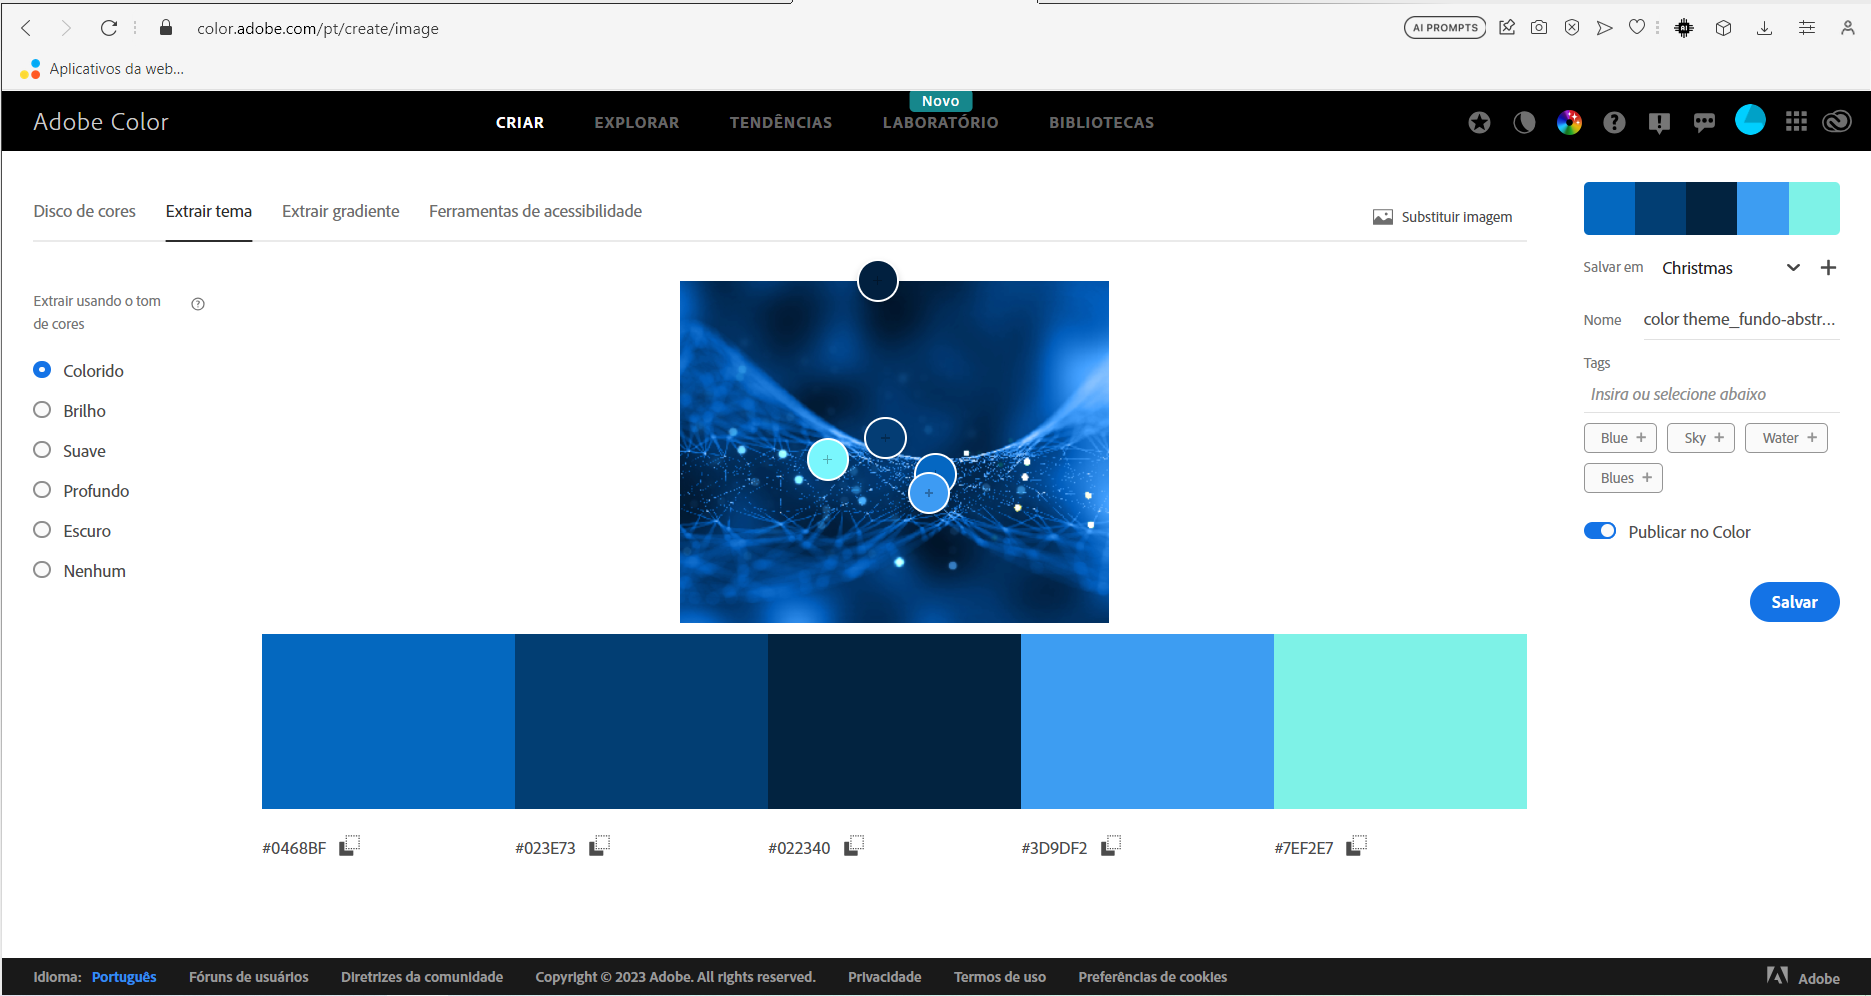 color.adobe.com/pt/create/image
AI PROMPTS
Aplicativos da web...
Adobe Color
CRIAR
EXPLORAR
TENDÊNCIAS
Novo
LABORATÓRIO
BIBLIOTECAS
Disco de cores
Extrair tema
Extrair gradiente
Ferramentas de acessibilidade
Substituir imagem
Extrair usando o tom
de cores
Colorido
Brilho
Suave
Profundo
Escuro
Nenhum
Salvar em
Christmas
Nome
color theme_fundo-abstr...
Tags
Insira ou selecione abaixo
Blue +
Sky +
Water +
Blues +
Publicar no Color
Salvar
#0468BF
#023E73
#022340
#3D9DF2
#7EF2E7
Idioma: Português
Fóruns de usuários
Diretrizes da comunidade
Copyright © 2023 Adobe. All rights reserved.
Privacidade
Termos de uso
Preferências de cookies
Adobe